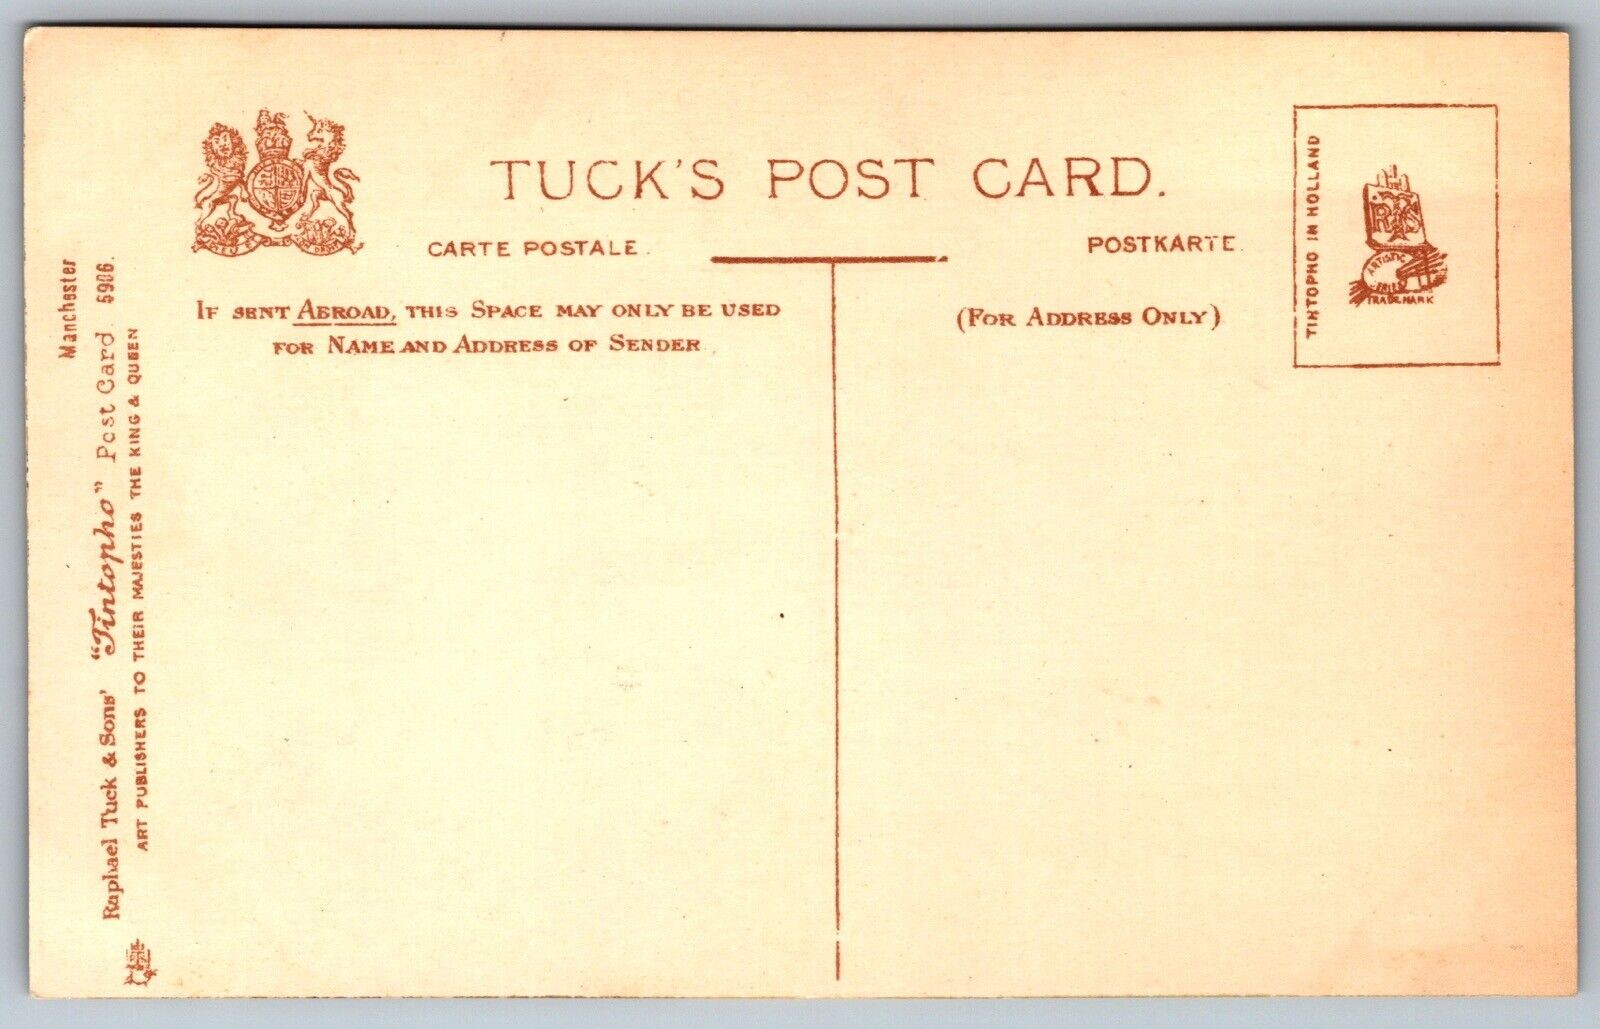 TUCK'S POST CARD.
CARTE POSTALE.
POSTKARTE.
IF SENT ABROAD, THIS SPACE MAY ONLY BE USED
FOR NAME AND ADDRESS OF SENDER.
(FOR ADDRESS ONLY)
TINTOPHO IN HOLLAND
ARTISTIC
SERIES
TRADE MARK
Manchester
Raphael Tuck & Sons' "Tintopho" Post Card 5906.
ART PUBLISHERS TO THEIR MAJESTIES THE KING & QUEEN